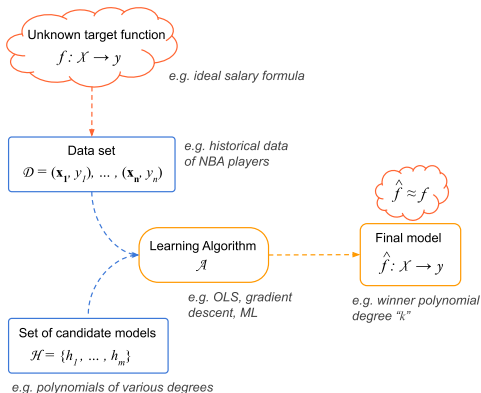 Unknown target function
f : 𝒳 → y
e.g. ideal salary formula
Data set
𝒟 = (x₁, y₁), ... , (xₙ, yₙ)
e.g. historical data
of NBA players
f̂ ≈ f
Learning Algorithm
𝒜
Final model
f̂ : 𝒳 → y
e.g. OLS, gradient
descent, ML
e.g. winner polynomial
degree “k”
Set of candidate models
ℋ = {h₁, ... , hₘ}
e.g. polynomials of various degrees